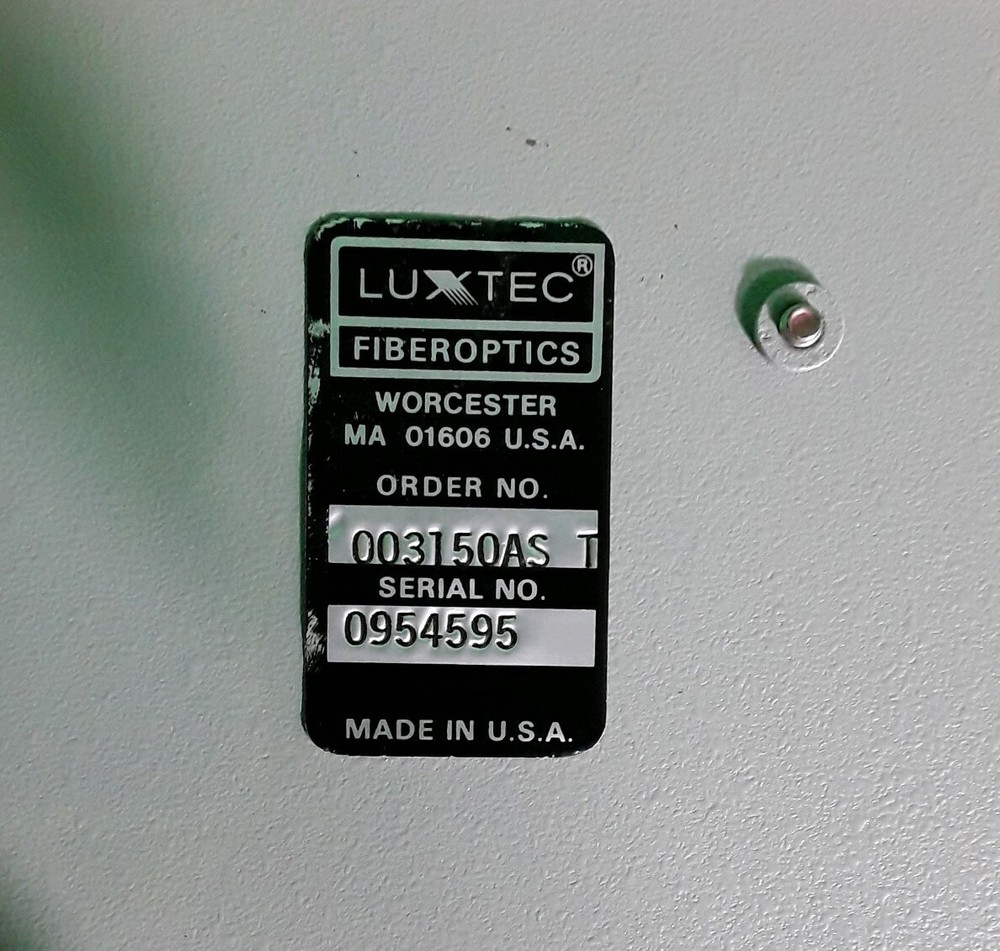 LUXTEC®
FIBEROPTICS
WORCESTER
MA 01606 U.S.A.
ORDER NO.
003150AS T
SERIAL NO.
0954595
MADE IN U.S.A.